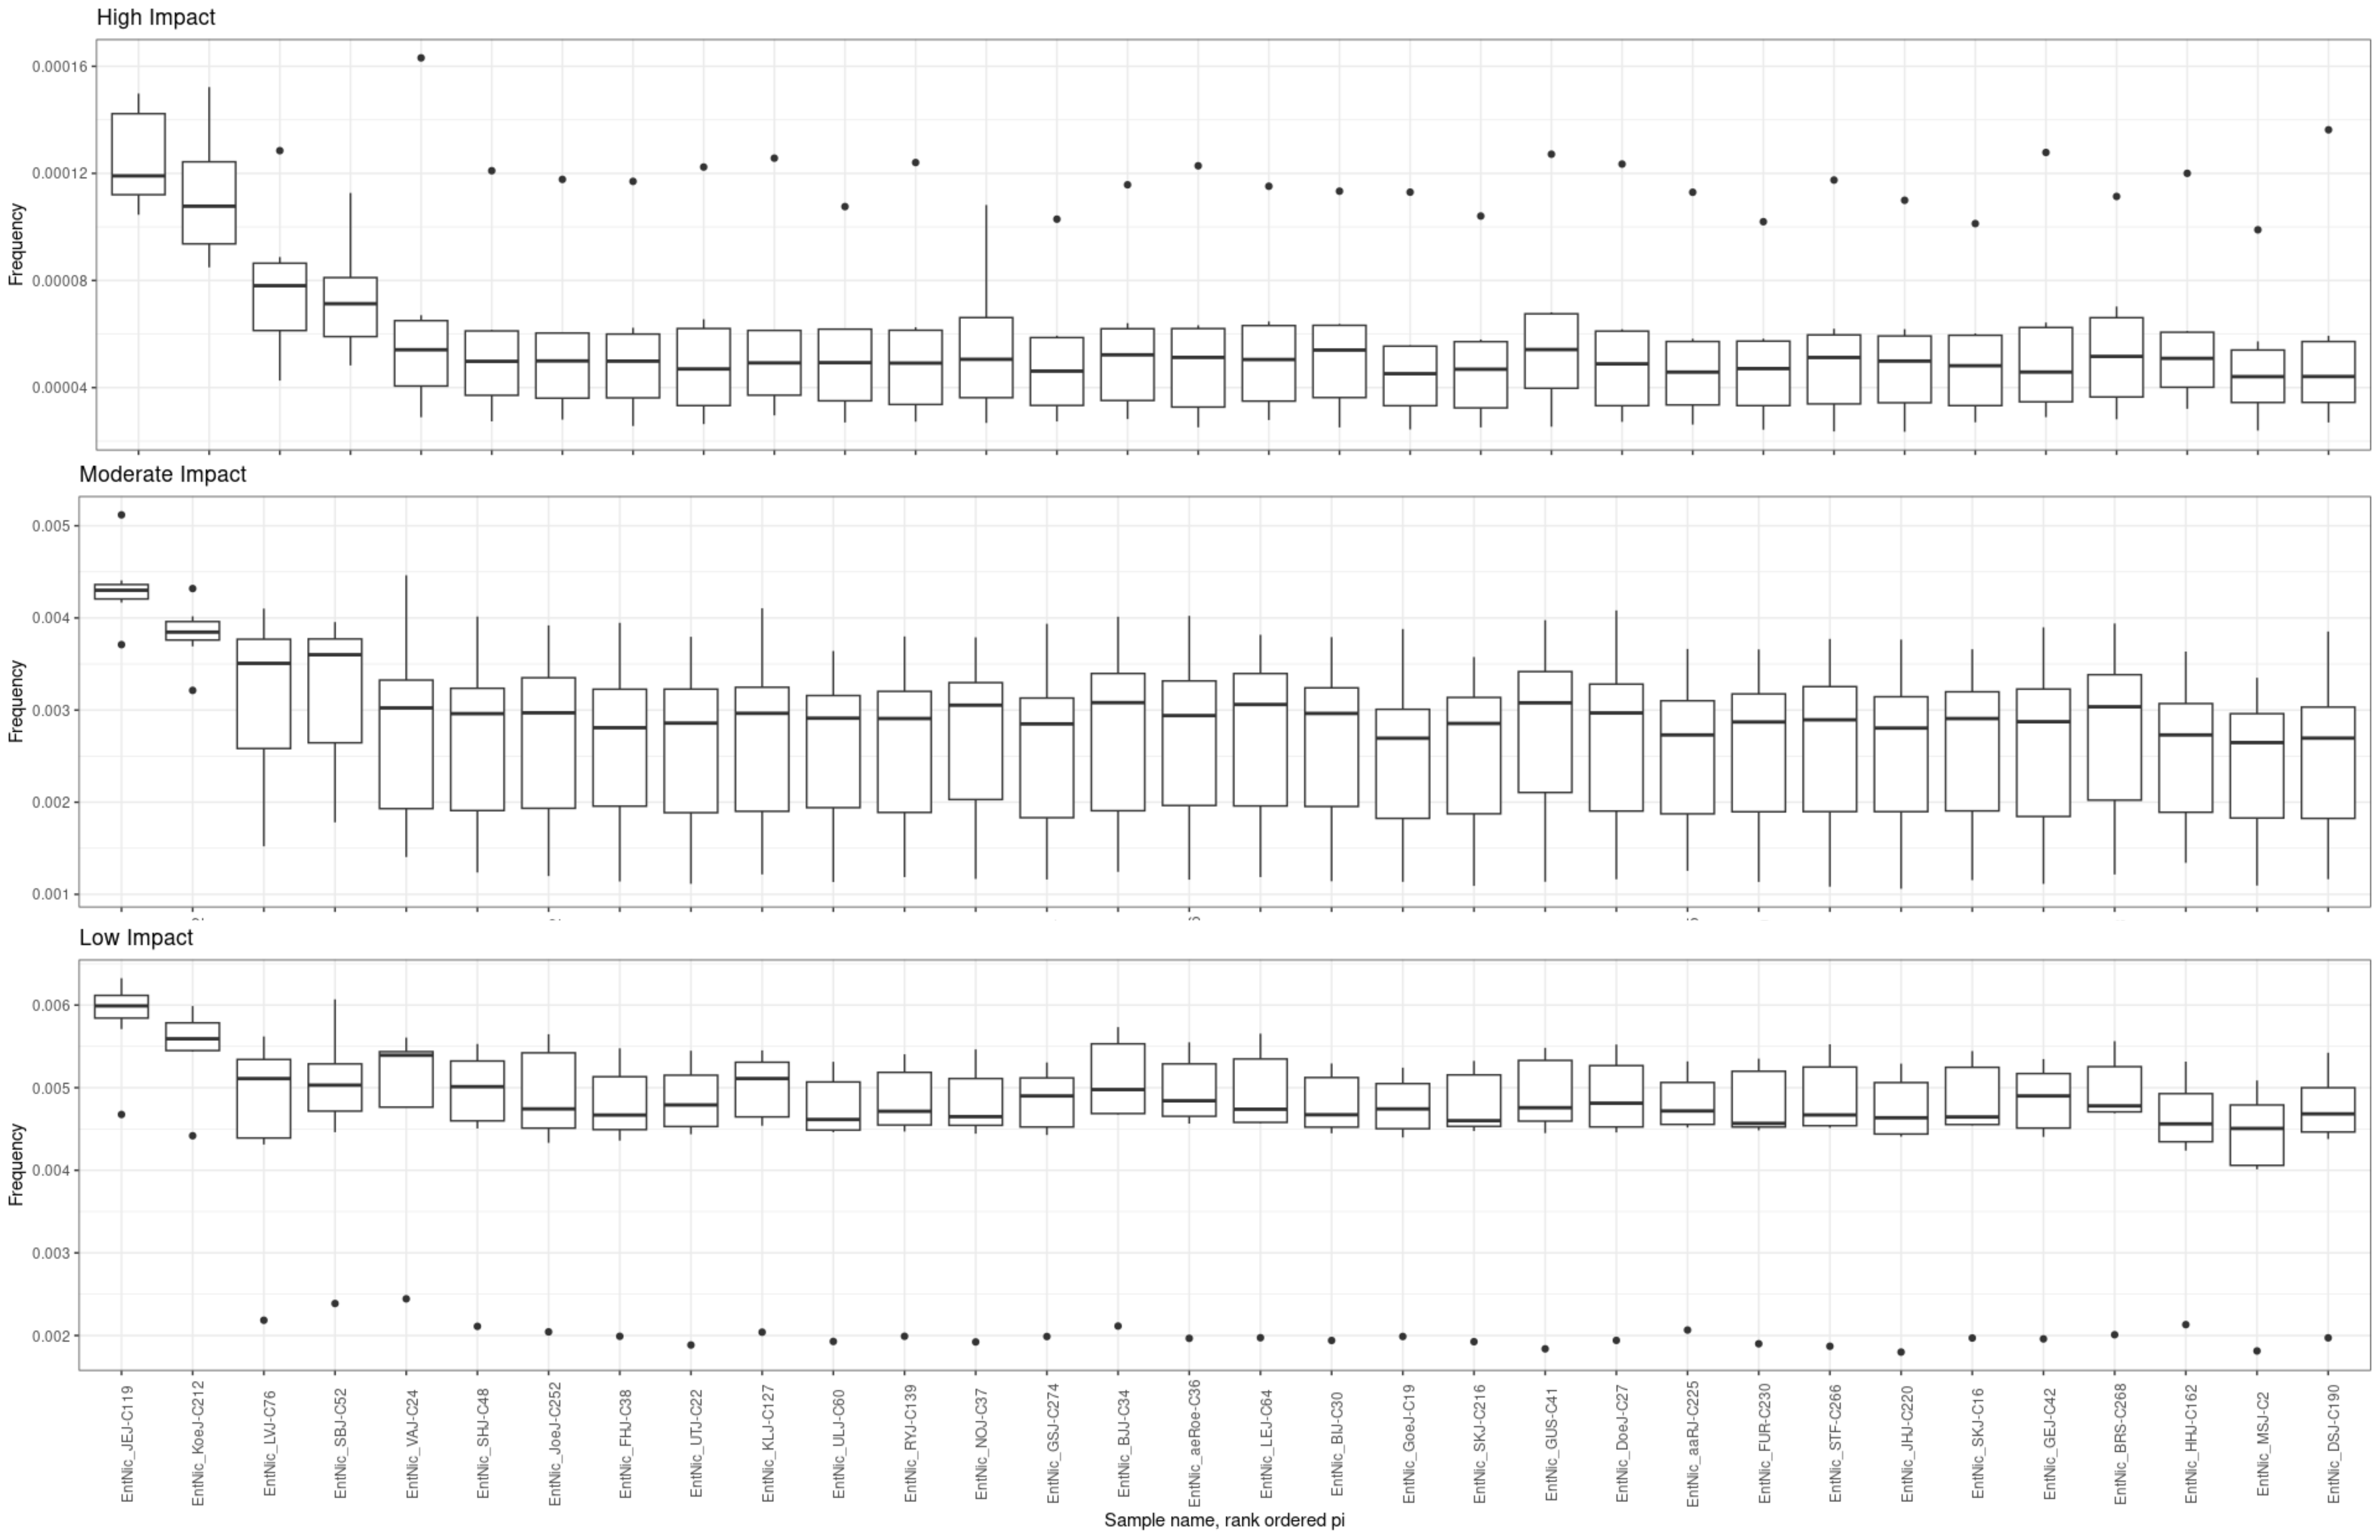 High Impact
Frequency
0.00016
0.00012
0.00008
0.00004
Moderate Impact
Frequency
0.005
0.004
0.003
0.002
0.001
Low Impact
Frequency
0.006
0.005
0.004
0.003
0.002
EntNic_JEJ-C119
EntNic_KoeJ-C212
EntNic_LVJ-C76
EntNic_SBJ-C52
EntNic_VAJ-C24
EntNic_SHJ-C48
EntNic_JoeJ-C252
EntNic_FHJ-C38
EntNic_UTJ-C22
EntNic_KLJ-C127
EntNic_ULJ-C60
EntNic_RYJ-C139
EntNic_NOJ-C37
EntNic_GSJ-C274
EntNic_BJJ-C34
EntNic_aeRoe-C36
EntNic_LEJ-C64
EntNic_BIJ-C30
EntNic_GoeJ-C19
EntNic_SKJ-C216
EntNic_GUS-C41
EntNic_DoeJ-C27
EntNic_aaRJ-C225
EntNic_FUR-C230
EntNic_STF-C266
EntNic_JHJ-C220
EntNic_SKJ-C16
EntNic_GEJ-C42
EntNic_BRS-C268
EntNic_HHJ-C162
EntNic_MSJ-C2
EntNic_DSJ-C190
Sample name, rank ordered pi